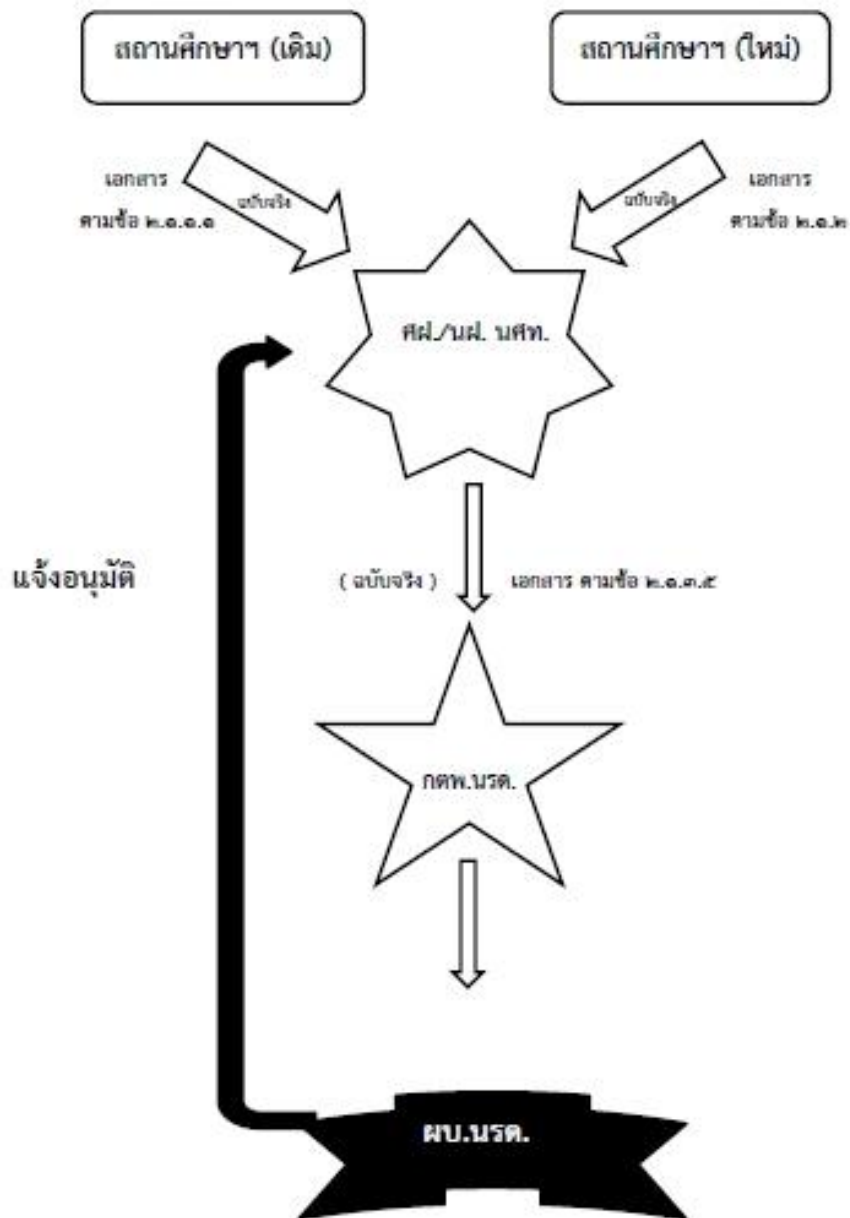 สถานศึกษาฯ (เดิม)
สถานศึกษาฯ (ใหม่)
เอกสาร
ตามข้อ ๒.๑.๑.๑
ฉบับจริง
ฉบับจริง
เอกสาร
ตามข้อ ๒.๑.๒
ศฝ./นฝ. นศท.
แจ้งอนุมัติ
( ฉบับจริง )
เอกสาร ตามข้อ ๒.๑.๓.๕
กตพ.นรด.
ผบ.นรด.